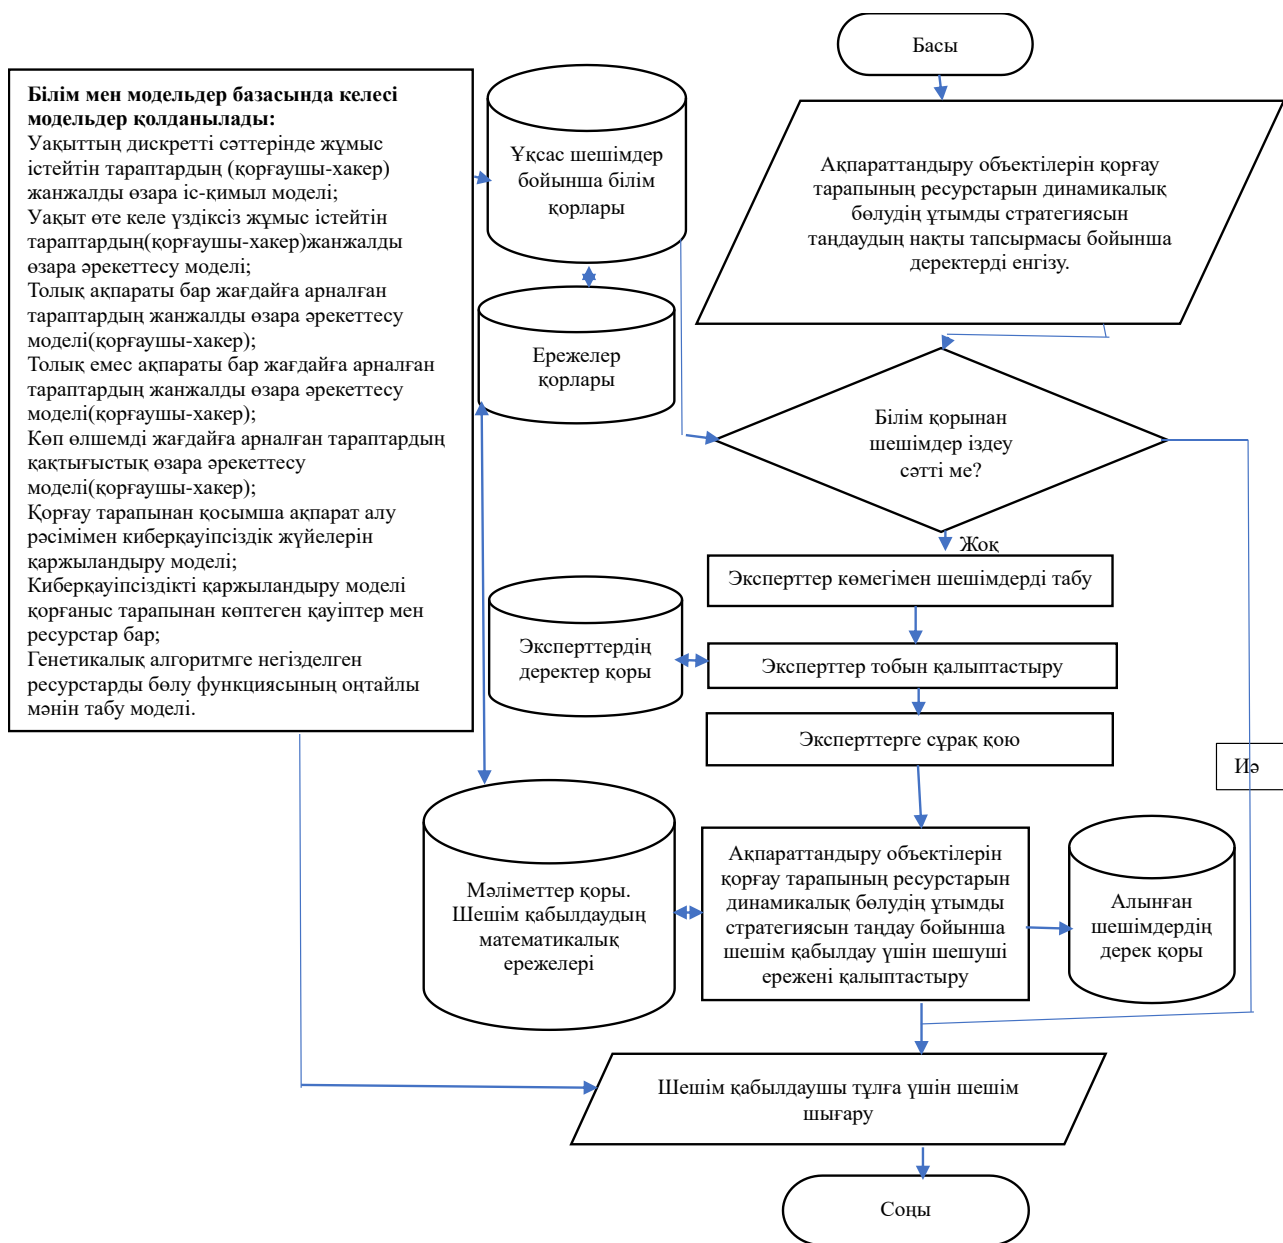 Басы
Білім мен модельдер базасында келесі
модельдер қолданылады:
Уақыттың дискретті сәттерінде жұмыс
істейтін тараптардың (қорғаушы-хакер)
жанжалды өзара іс-қимыл моделі;
Уақыт өте келе үздіксіз жұмыс істейтін
тараптардың(қорғаушы-хакер)жанжалды
өзара әрекеттесу моделі;
Толық ақпараты бар жағдайға арналған
тараптардың жанжалды өзара әрекеттесу
моделі(қорғаушы-хакер);
Толық емес ақпараты бар жағдайға арналған
тараптардың жанжалды өзара әрекеттесу
моделі(қорғаушы-хакер);
Көп өлшемді жағдайға арналған тараптардың
қақтығыстық өзара әрекеттесу
моделі(қорғаушы-хакер);
Қорғау тарапынан қосымша ақпарат алу
рәсімімен киберқауіпсіздік жүйелерін
қаржыландыру моделі;
Киберқауіпсіздікті қаржыландыру моделі
қорғаныс тарапынан көптеген қауіптер мен
ресурстар бар;
Генетикалық алгоритмге негізделген
ресурстарды бөлу функциясының оңтайлы
мәнін табу моделі.
Ұқсас шешімдер
бойынша білім
қорлары
Ақпараттандыру объектілерін қорғау
тарапының ресурстарын динамикалық
бөлудің ұтымды стратегиясын
таңдаудың нақты тапсырмасы бойынша
деректерді енгізу.
Ережелер
қорлары
Білім қорынан
шешімдер іздеу
сәтті ме?
Жоқ
Эксперттер көмегімен шешімдерді табу
Эксперттердің
деректер қоры
Эксперттер тобын қалыптастыру
Эксперттерге сұрақ қою
Иә
Мәліметтер қоры.
Шешім қабылдаудың
математикалық
ережелері
Ақпараттандыру объектілерін
қорғау тарапының ресурстарын
динамикалық бөлудің ұтымды
стратегиясын таңдау бойынша
шешім қабылдау үшін шешуші
ережені қалыптастыру
Алынған
шешімдердің
дерек қоры
Шешім қабылдаушы тұлға үшін шешім
шығару
Соңы